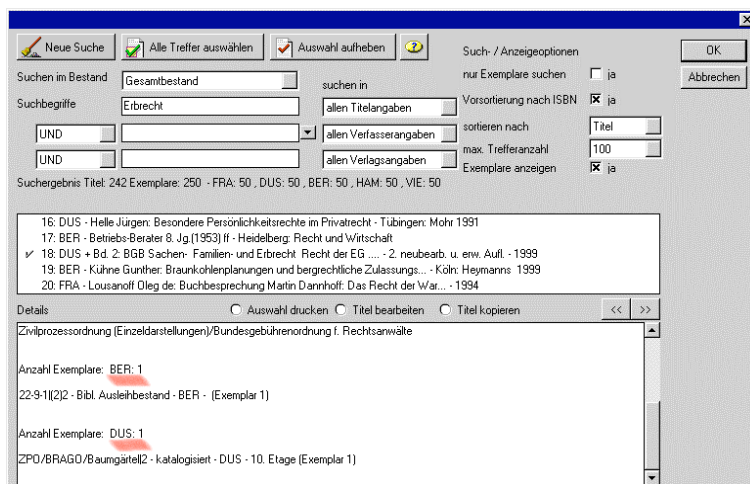 Neue Suche Alle Treffer auswählen Auswahl aufheben ? Such- / Anzeigeoptionen OK
Suchen im Bestand Gesamtbestand suchen in nur Exemplare suchen ja Abbrechen
Suchbegriffe Erbrecht allen Titelangaben Vorsortierung nach ISBN ja
UND allen Verfasserangaben sortieren nach Titel
UND allen Verlagsangaben max. Trefferanzahl 100
Exemplare anzeigen ja
Suchergebnis Titel: 242 Exemplare: 250 - FRA: 50 , DUS: 50 , BER: 50 , HAM: 50 , VIE: 50
16: DUS - Helle Jürgen: Besondere Persönlichkeitsrechte im Privatrecht - Tübingen: Mohr 1991
17: BER - Betriebs-Berater 8. Jg.(1953) ff - Heidelberg: Recht und Wirtschaft
18: DUS + Bd. 2: BGB Sachen- Familien- und Erbrecht Recht der EG .... - 2. neubearb. u. erw. Aufl. - 1999
19: BER - Kühne Gunther: Braunkohlenplanungen und bergrechtliche Zulassungs... - Köln: Heymanns 1999
20: FRA - Lousanoff Oleg de: Buchbesprechung Martin Dannhoff: Das Recht der War... - 1994
Details Auswahl drucken Titel bearbeiten Titel kopieren << >>
Zivilprozessordnung (Einzeldarstellungen)/Bundesgebührenordnung f. Rechtsanwälte
Anzahl Exemplare: BER: 1
22-9-1|(2)2 - Bibl. Ausleihbestand - BER - (Exemplar 1)
Anzahl Exemplare: DUS: 1
ZPO/BRAGO/Baumgärtel|2 - katalogisiert - DUS - 10. Etage (Exemplar 1)